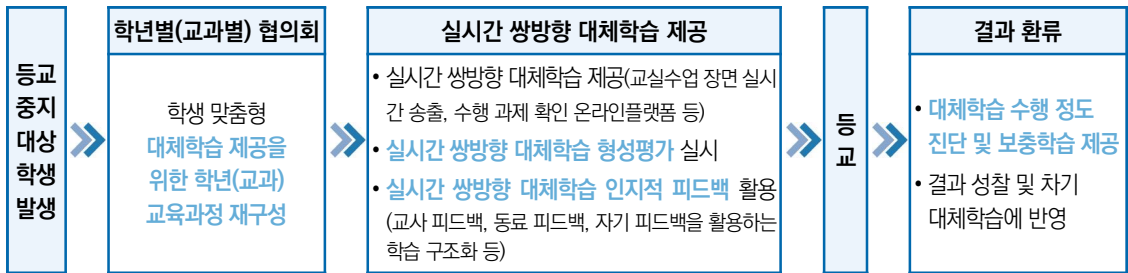 등교
중지
대상
학생
발생
학년별(교과별) 협의회
학생 맞춤형
대체학습 제공을
위한 학년(교과)
교육과정 재구성
실시간 쌍방향 대체학습 제공
• 실시간 쌍방향 대체학습 제공(교실수업 장면 실시
간 송출, 수행 과제 확인 온라인플랫폼 등)
• 실시간 쌍방향 대체학습 형성평가 실시
• 실시간 쌍방향 대체학습 인지적 피드백 활용
(교사 피드백, 동료 피드백, 자기 피드백을 활용하는
학습 구조화 등)
등
교
결과 환류
• 대체학습 수행 정도
진단 및 보충학습 제공
• 결과 성찰 및 차기
대체학습에 반영